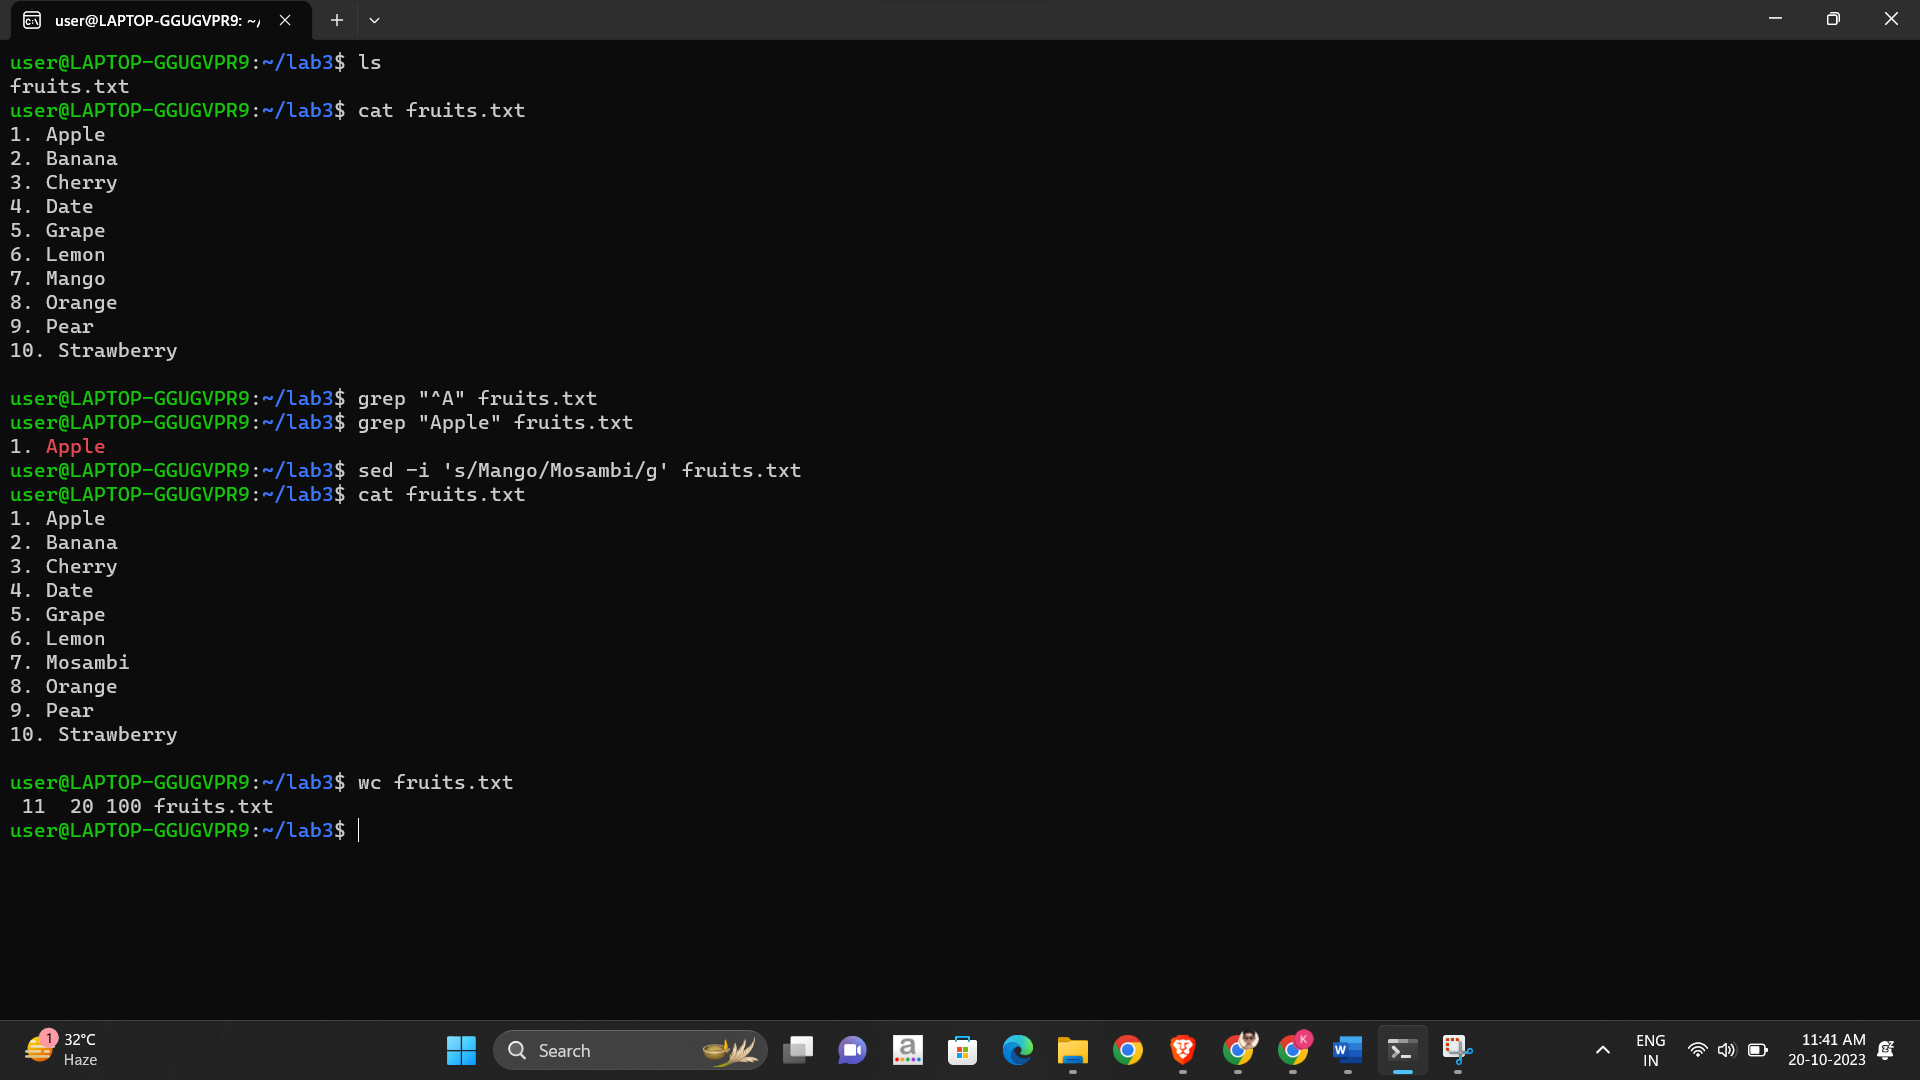 user@LAPTOP-GGUGVPR9: ~/
user@LAPTOP-GGUGVPR9:~/lab3$ ls
fruits.txt
user@LAPTOP-GGUGVPR9:~/lab3$ cat fruits.txt
1. Apple
2. Banana
3. Cherry
4. Date
5. Grape
6. Lemon
7. Mango
8. Orange
9. Pear
10. Strawberry
user@LAPTOP-GGUGVPR9:~/lab3$ grep "^A" fruits.txt
user@LAPTOP-GGUGVPR9:~/lab3$ grep "Apple" fruits.txt
1. Apple
user@LAPTOP-GGUGVPR9:~/lab3$ sed -i 's/Mango/Mosambi/g' fruits.txt
user@LAPTOP-GGUGVPR9:~/lab3$ cat fruits.txt
1. Apple
2. Banana
3. Cherry
4. Date
5. Grape
6. Lemon
7. Mosambi
8. Orange
9. Pear
10. Strawberry
user@LAPTOP-GGUGVPR9:~/lab3$ wc fruits.txt
 11  20 100 fruits.txt
user@LAPTOP-GGUGVPR9:~/lab3$
1
32°C
Haze
Search
a
K
W
ENG
IN
11:41 AM
20-10-2023